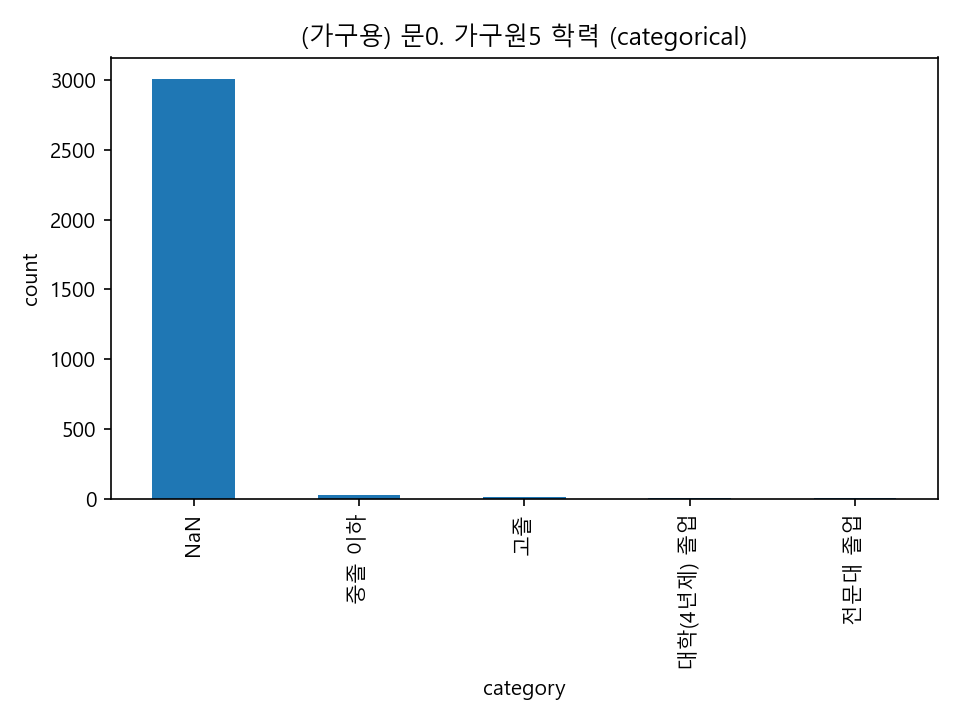 (가구용) 문0. 가구원5 학력 (categorical)
3000
2500
2000
1500
1000
500
0
count
NaN
중졸 이하
고졸
대학(4년제) 졸업
전문대 졸업
category